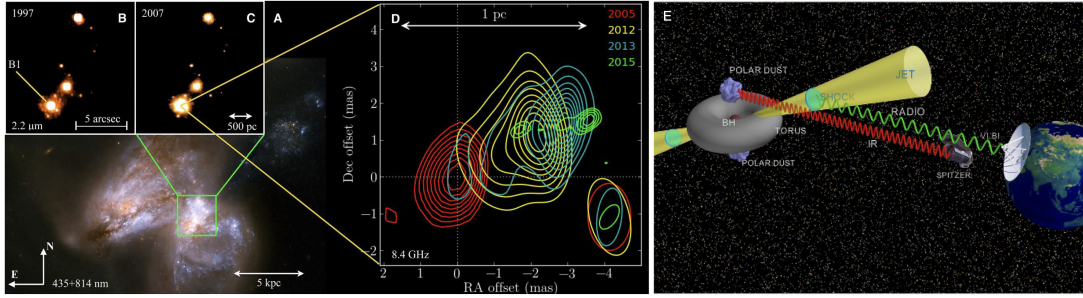 1997
B
B1
2.2 μm
5 arcsec
2007
C
500 pc
A
N
E
435+814 nm
5 kpc
D
1 pc
2005
2012
2013
2015
Dec offset (mas)
4
3
2
1
0
−1
−2
8.4 GHz
2 1 0 −1 −2 −3 −4
RA offset (mas)
E
POLAR DUST
JET
SHOCK
RADIO
BH
TORUS
IR
VLBI
POLAR DUST
SPITZER